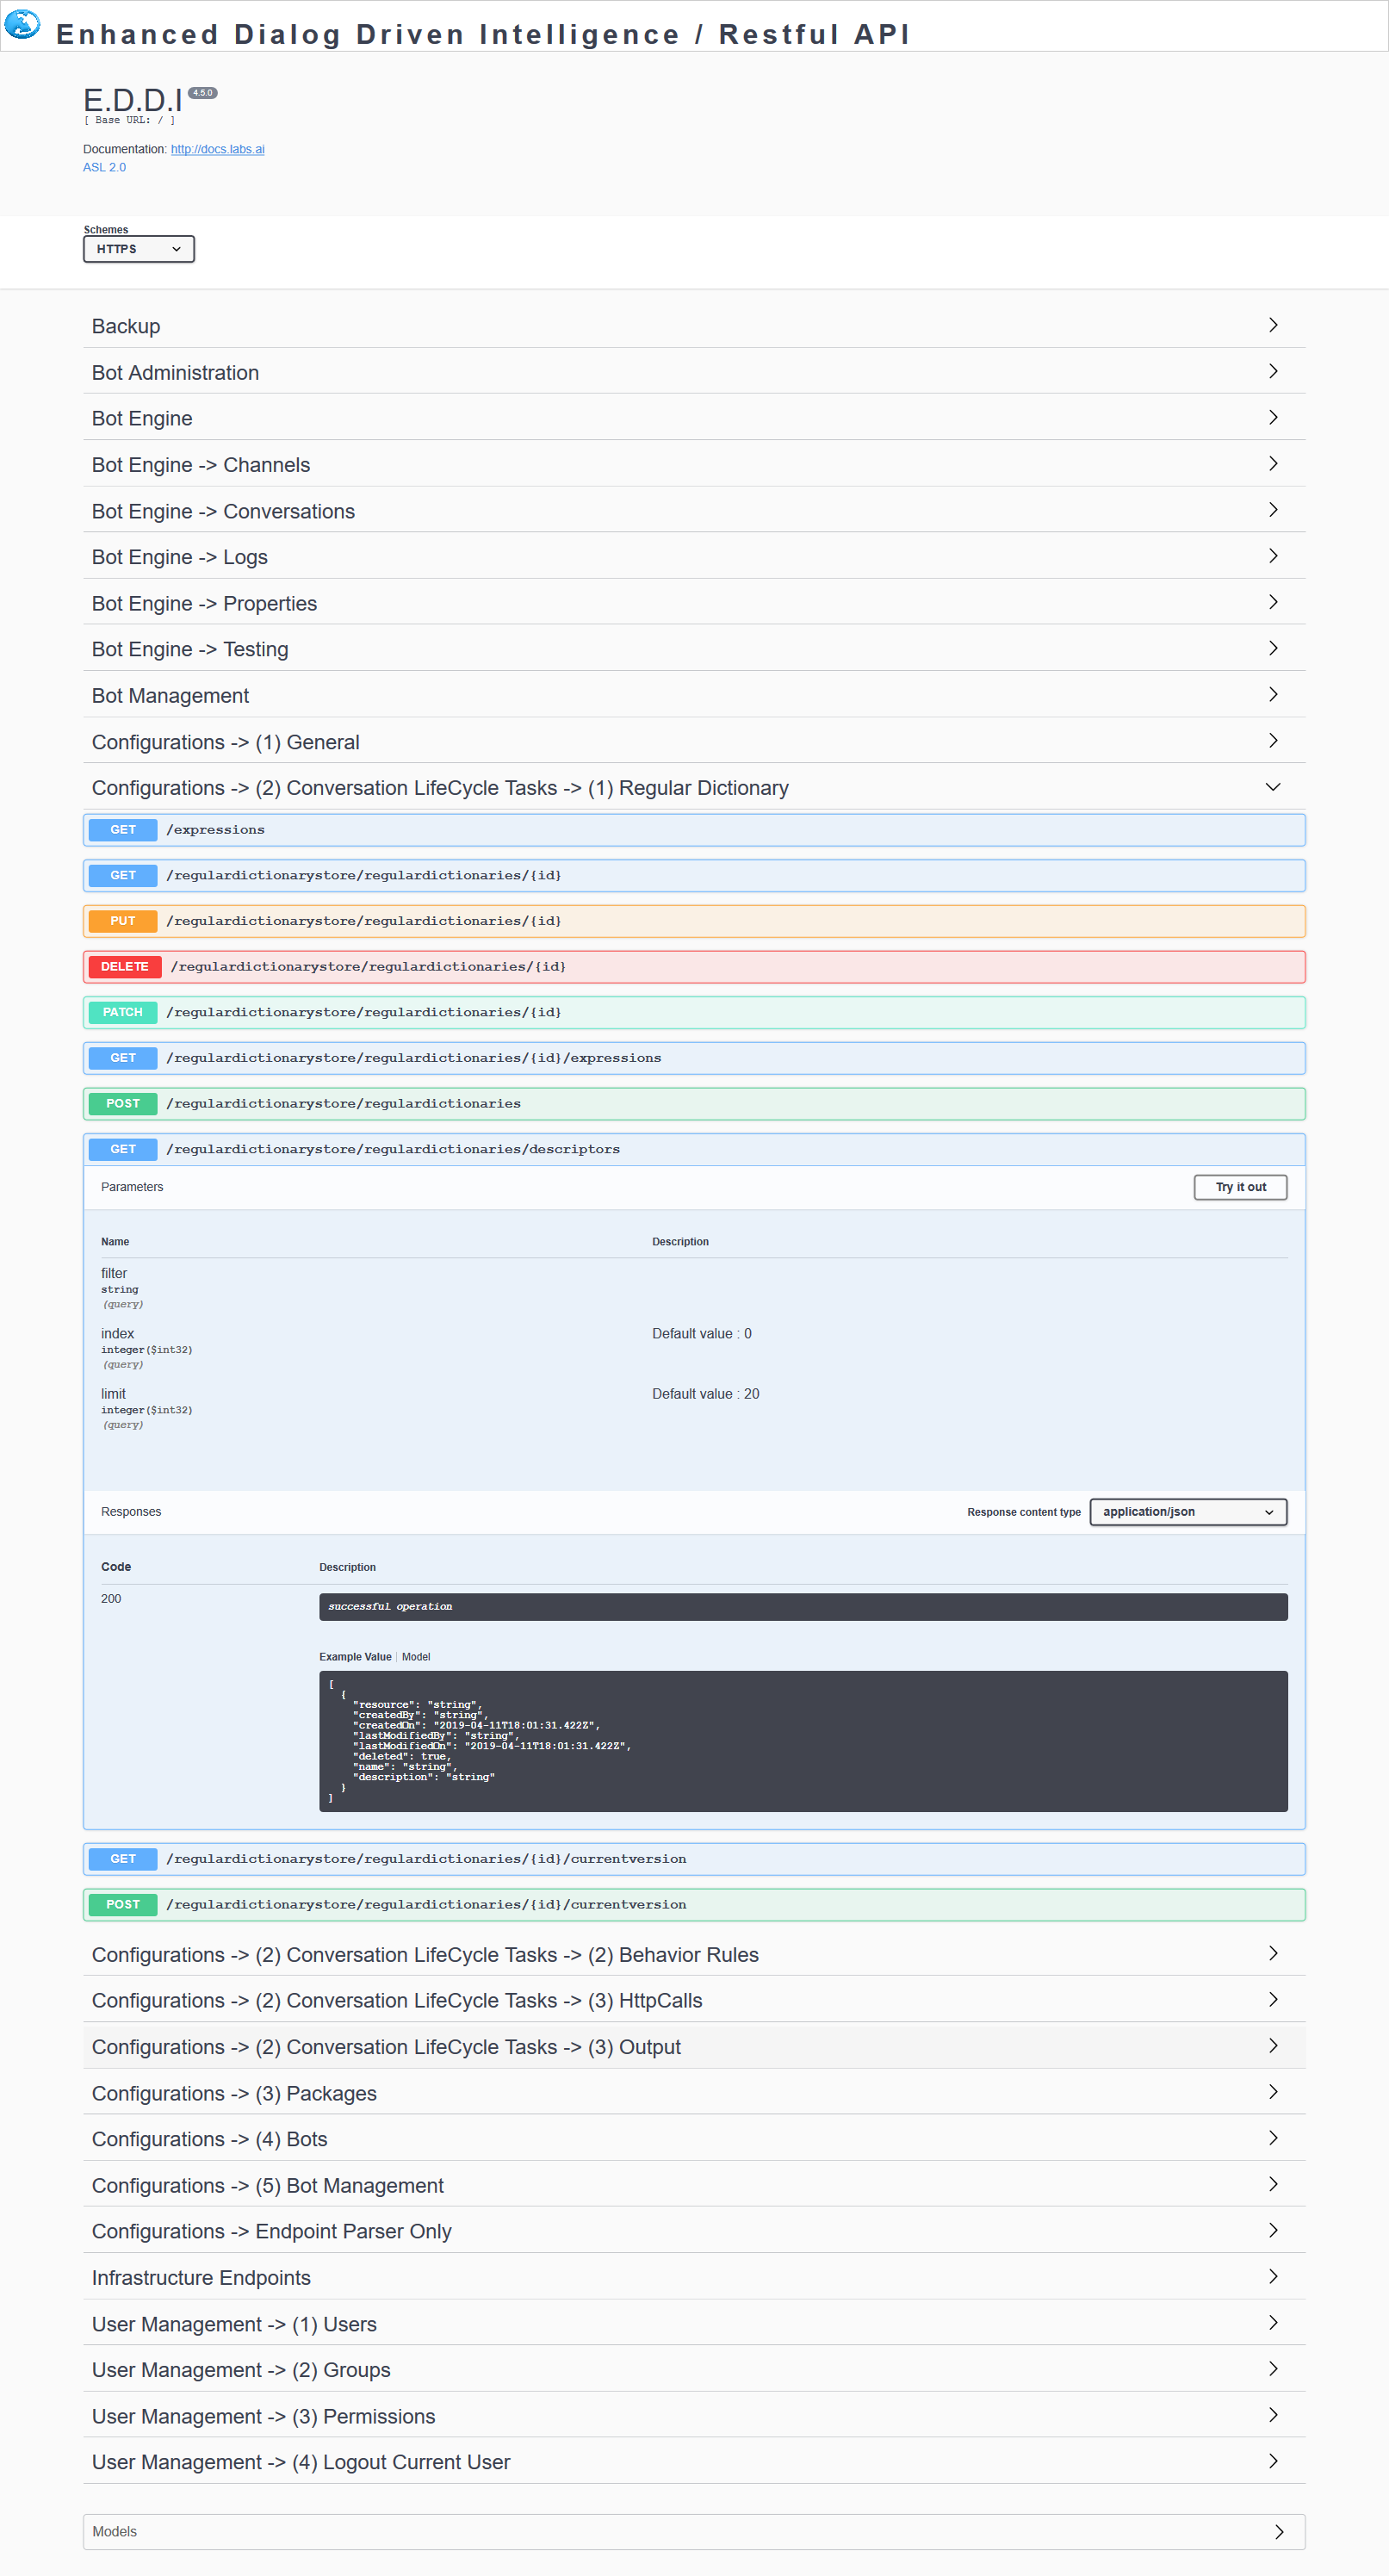 Enhanced Dialog Driven Intelligence / Restful API
E.D.D.I 4.5.0
[ Base URL: / ]
Documentation: http://docs.labs.ai
ASL 2.0
Schemes
HTTPS
Backup
Bot Administration
Bot Engine
Bot Engine -> Channels
Bot Engine -> Conversations
Bot Engine -> Logs
Bot Engine -> Properties
Bot Engine -> Testing
Bot Management
Configurations -> (1) General
Configurations -> (2) Conversation LifeCycle Tasks -> (1) Regular Dictionary
GET /expressions
GET /regulardictionarystore/regulardictionaries/{id}
PUT /regulardictionarystore/regulardictionaries/{id}
DELETE /regulardictionarystore/regulardictionaries/{id}
PATCH /regulardictionarystore/regulardictionaries/{id}
GET /regulardictionarystore/regulardictionaries/{id}/expressions
POST /regulardictionarystore/regulardictionaries
GET /regulardictionarystore/regulardictionaries/descriptors
Parameters Try it out
Name Description
filter
string
(query)
index Default value : 0
integer($int32)
(query)
limit Default value : 20
integer($int32)
(query)
Responses Response content type application/json
Code Description
200 successful operation
Example Value | Model
[
  {
    "resource": "string",
    "createdBy": "string",
    "createdOn": "2019-04-11T18:01:31.422Z",
    "lastModifiedBy": "string",
    "lastModifiedOn": "2019-04-11T18:01:31.422Z",
    "deleted": true,
    "name": "string",
    "description": "string"
  }
]
GET /regulardictionarystore/regulardictionaries/{id}/currentversion
POST /regulardictionarystore/regulardictionaries/{id}/currentversion
Configurations -> (2) Conversation LifeCycle Tasks -> (2) Behavior Rules
Configurations -> (2) Conversation LifeCycle Tasks -> (3) HttpCalls
Configurations -> (2) Conversation LifeCycle Tasks -> (3) Output
Configurations -> (3) Packages
Configurations -> (4) Bots
Configurations -> (5) Bot Management
Configurations -> Endpoint Parser Only
Infrastructure Endpoints
User Management -> (1) Users
User Management -> (2) Groups
User Management -> (3) Permissions
User Management -> (4) Logout Current User
Models